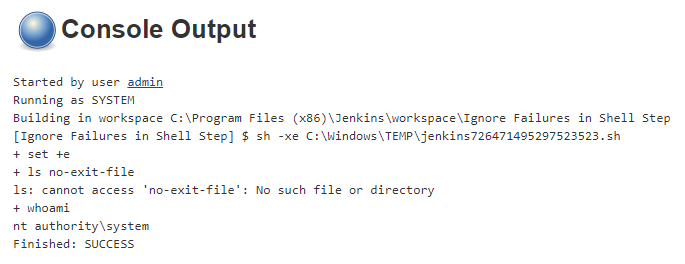 Console Output
Started by user admin
Running as SYSTEM
Building in workspace C:\Program Files (x86)\Jenkins\workspace\Ignore Failures in Shell Step
[Ignore Failures in Shell Step] $ sh -xe C:\Windows\TEMP\jenkins726471495297523523.sh
+ set +e
+ ls no-exit-file
ls: cannot access 'no-exit-file': No such file or directory
+ whoami
nt authority\system
Finished: SUCCESS